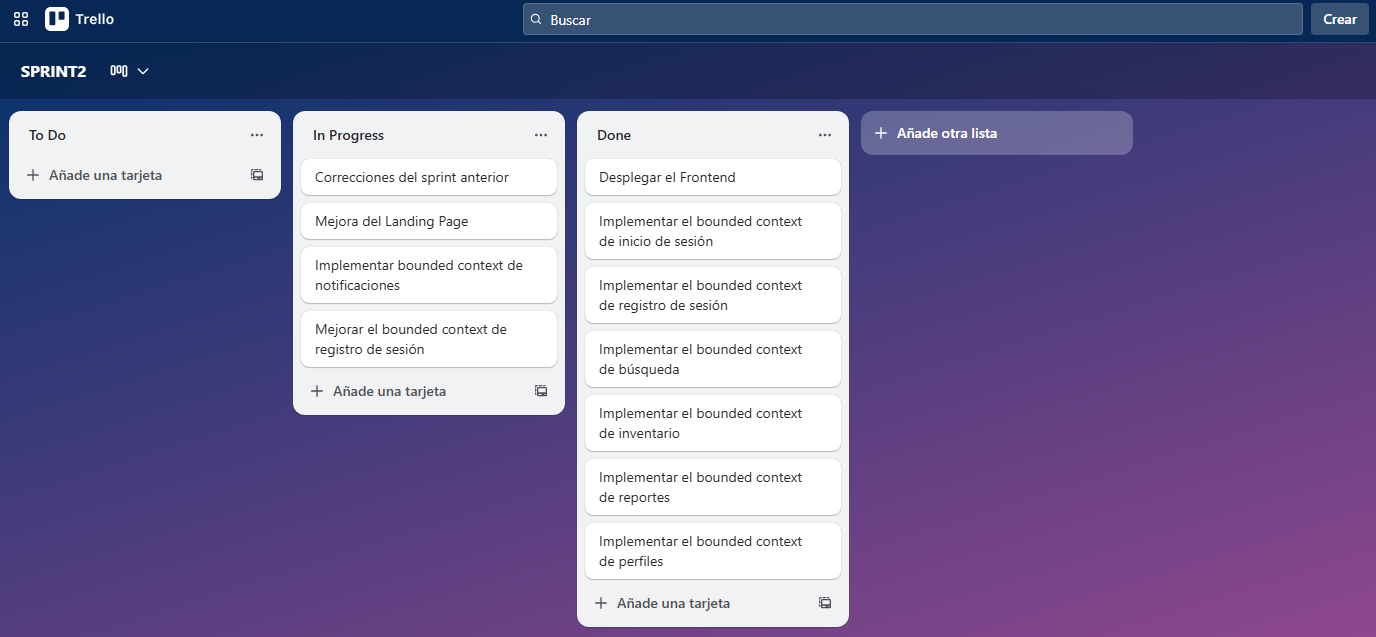 Trello
Buscar
Crear
SPRINT2
To Do
Añade una tarjeta
In Progress
Correcciones del sprint anterior
Mejora del Landing Page
Implementar bounded context de
notificaciones
Mejorar el bounded context de
registro de sesión
Añade una tarjeta
Done
Desplegar el Frontend
Implementar el bounded context
de inicio de sesión
Implementar el bounded context
de registro de sesión
Implementar el bounded context
de búsqueda
Implementar el bounded context
de inventario
Implementar el bounded context
de reportes
Implementar el bounded context
de perfiles
Añade una tarjeta
Añade otra lista